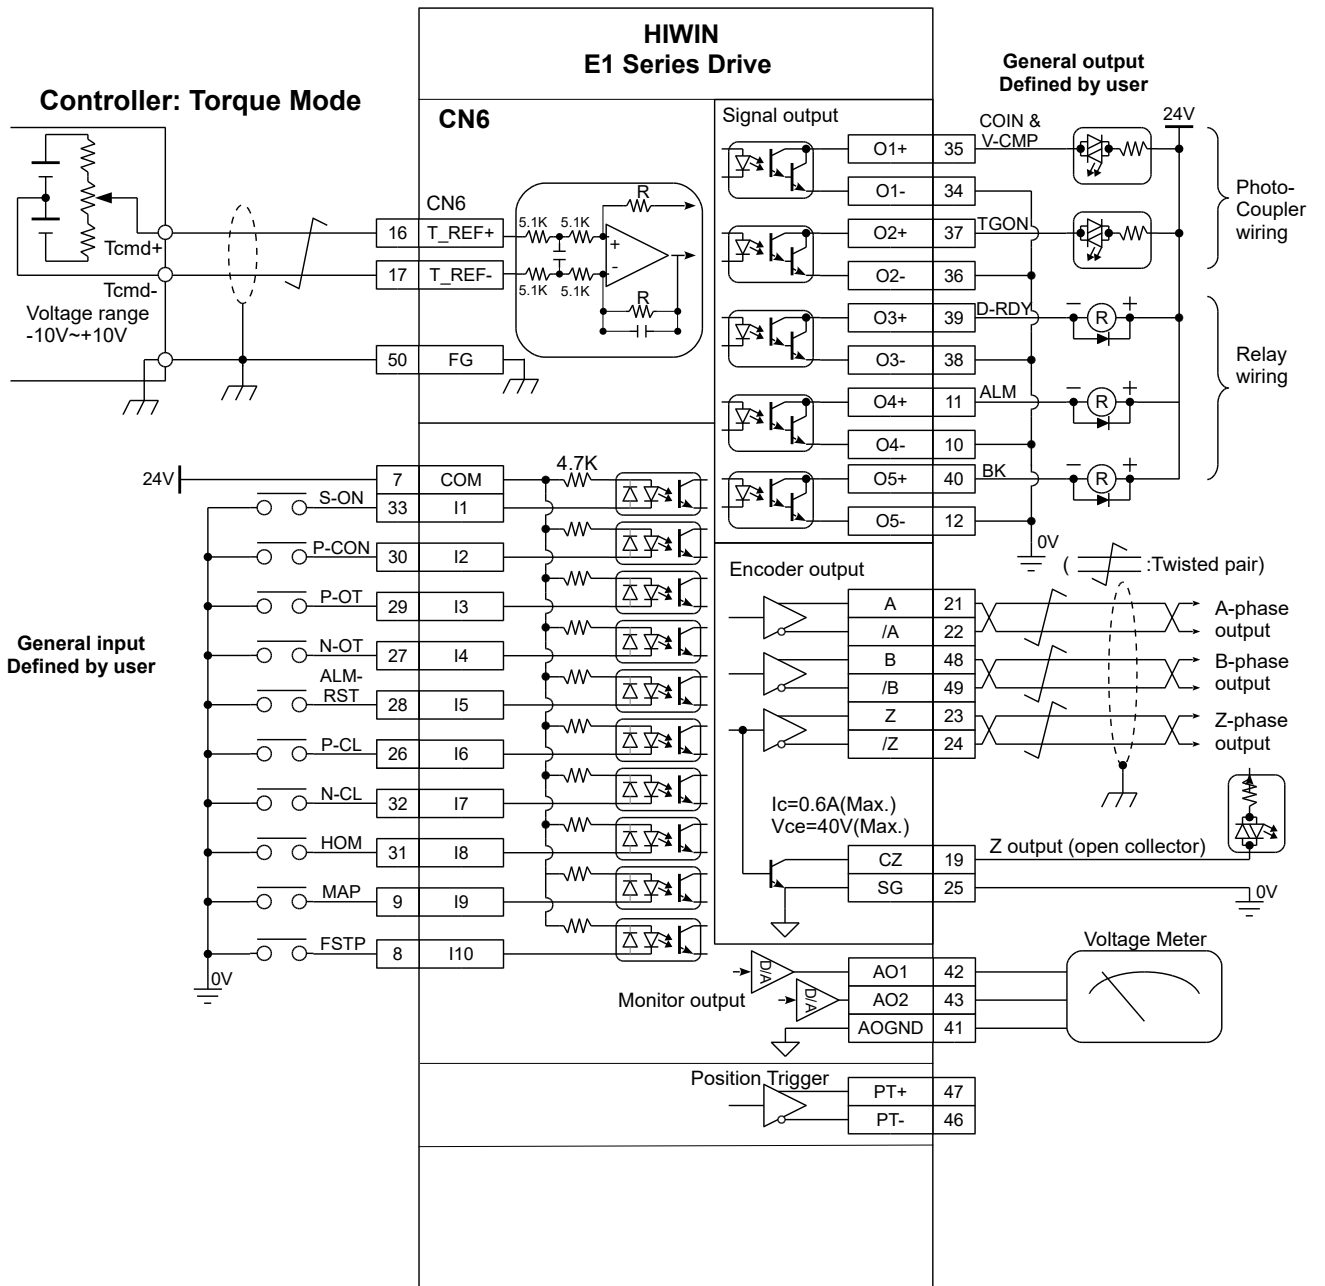 HIWIN
E1 Series Drive
Controller: Torque Mode
CN6
CN6
16 T_REF+
17 T_REF-
50 FG
Tcmd+
Tcmd-
Voltage range
-10V~+10V
5.1K 5.1K
5.1K 5.1K
R
+
-
R
Signal output
General output
Defined by user
24V
O1+ 35 COIN &
V-CMP
O1- 34
O2+ 37 TGON
O2- 36
O3+ 39 D-RDY
O3- 38
O4+ 11 ALM
O4- 10
O5+ 40 BK
O5- 12
Photo-
Coupler
wiring
− R +
− R +
− R +
Relay
wiring
0V
( :Twisted pair)
24V
7 COM
4.7K
S-ON 33 I1
P-CON 30 I2
P-OT 29 I3
N-OT 27 I4
ALM-
RST 28 I5
P-CL 26 I6
N-CL 32 I7
HOM 31 I8
MAP 9 I9
FSTP 8 I10
0V
General input
Defined by user
Encoder output
A 21
/A 22
B 48
/B 49
Z 23
/Z 24
A-phase
output
B-phase
output
Z-phase
output
Ic=0.6A(Max.)
Vce=40V(Max.)
CZ 19 Z output (open collector)
SG 25
0V
Monitor output
D/A
D/A
AO1 42
AO2 43
AOGND 41
Voltage Meter
Position Trigger
PT+ 47
PT- 46